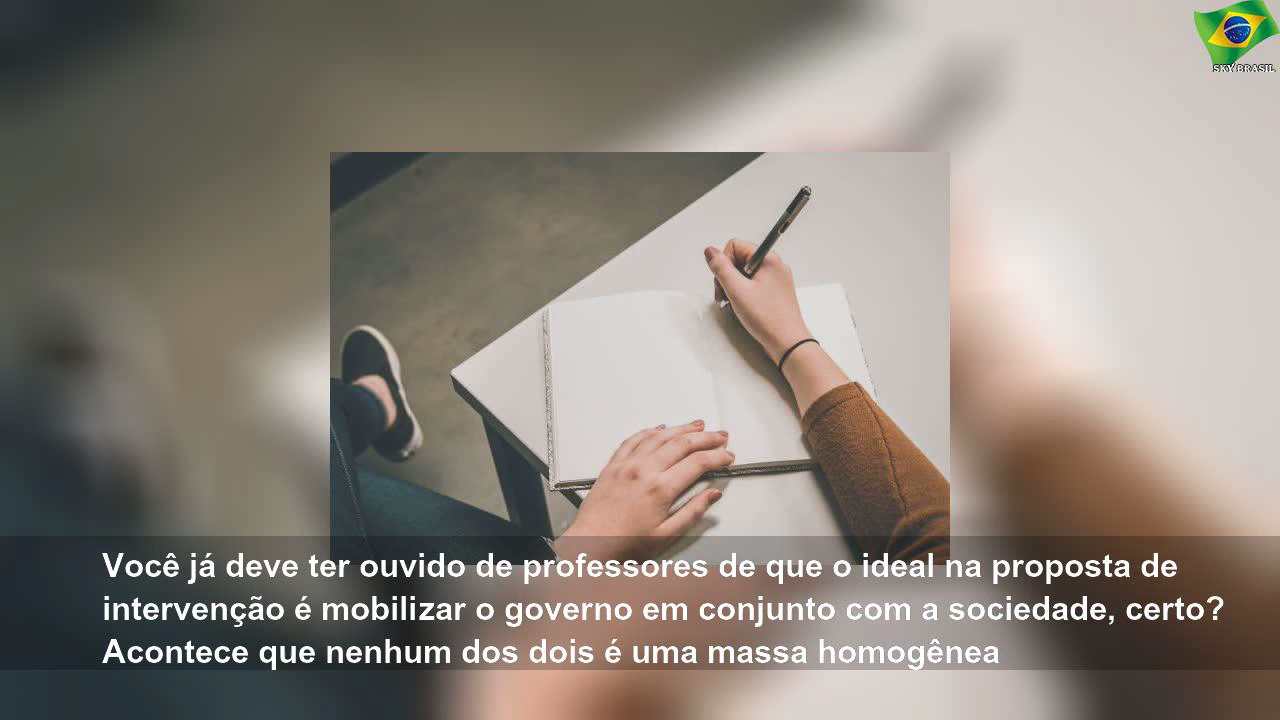 SKY BRASIL
Você já deve ter ouvido de professores de que o ideal na proposta de
intervenção é mobilizar o governo em conjunto com a sociedade, certo?
Acontece que nenhum dos dois é uma massa homogênea